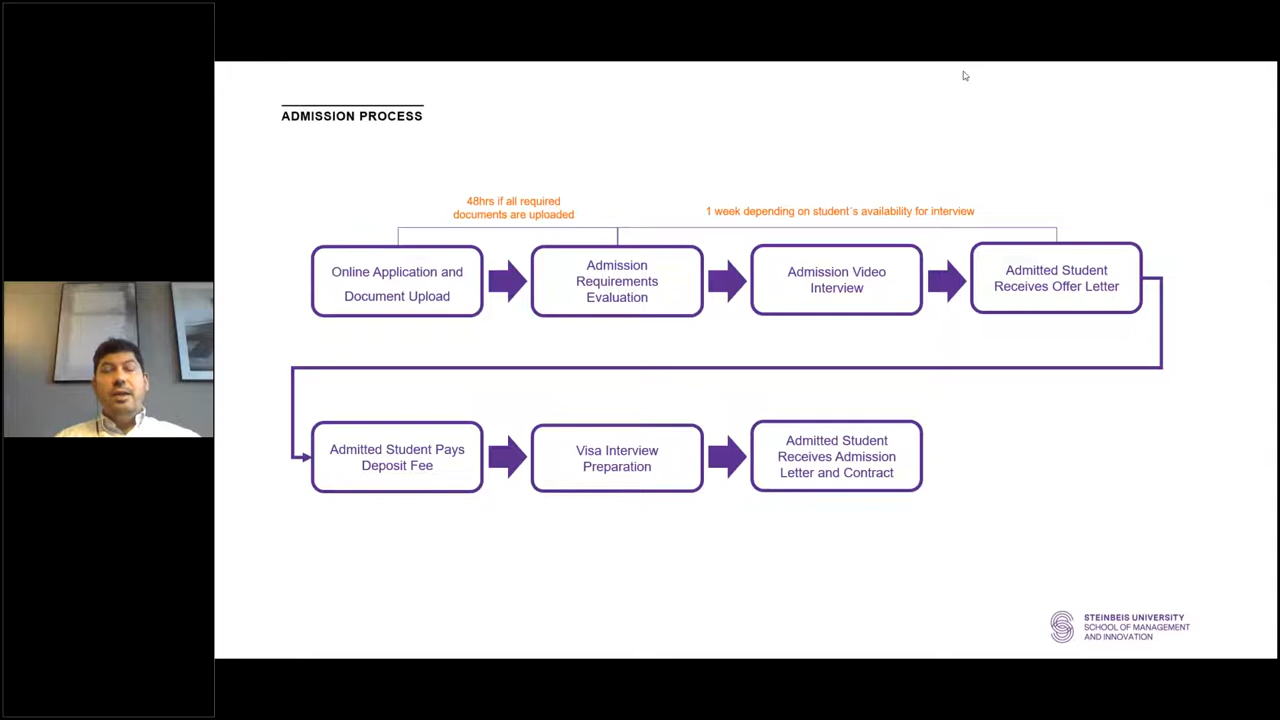 ADMISSION PROCESS
48hrs if all required
documents are uploaded
1 week depending on student´s availability for interview
Online Application and
Document Upload
Admission
Requirements
Evaluation
Admission Video
Interview
Admitted Student
Receives Offer Letter
Admitted Student Pays
Deposit Fee
Visa Interview
Preparation
Admitted Student
Receives Admission
Letter and Contract
STEINBEIS UNIVERSITY
SCHOOL OF MANAGEMENT
AND INNOVATION